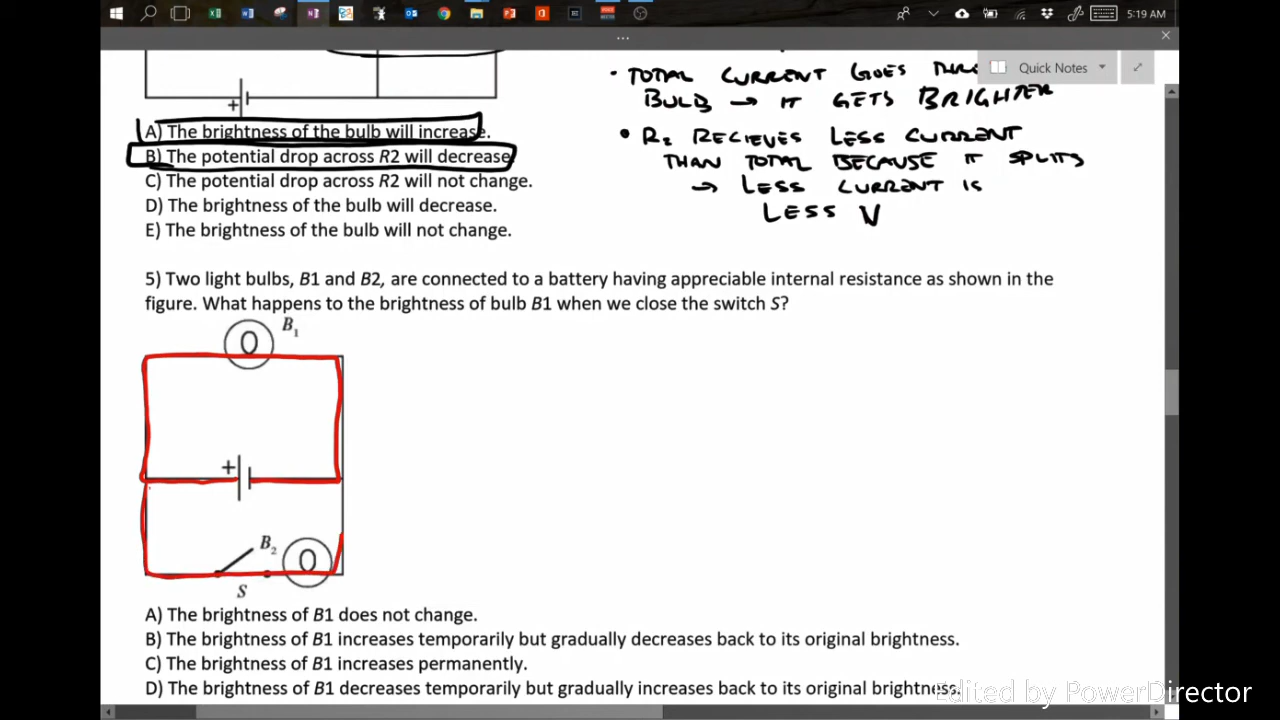 5:19 AM
Quick Notes
• TOTAL CURRENT GOES
BULB → IT GETS BRIGHTER
A) The brightness of the bulb will increase.
B) The potential drop across R2 will decrease
C) The potential drop across R2 will not change.
D) The brightness of the bulb will decrease.
E) The brightness of the bulb will not change.
• R2 RECIEVES LESS CURRENT
THAN TOTAL BECAUSE IT SPLITS
→ LESS CURRENT IS
LESS V
5) Two light bulbs, B1 and B2, are connected to a battery having appreciable internal resistance as shown in the
figure. What happens to the brightness of bulb B1 when we close the switch S?
B1
+
B2
S
A) The brightness of B1 does not change.
B) The brightness of B1 increases temporarily but gradually decreases back to its original brightness.
C) The brightness of B1 increases permanently.
D) The brightness of B1 decreases temporarily but gradually increases back to its original brightness.
Edited by PowerDirector